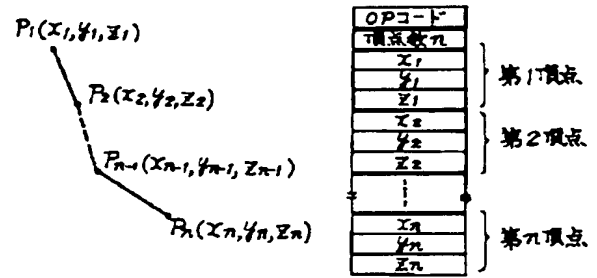 P1(x1,y1,z1)
P2(x2,y2,z2)
Pn-1(xn-1,yn-1,zn-1)
Pn(xn,yn,zn)
OPコード
頂点数n
x1
y1
z1
第1頂点
x2
y2
z2
第2頂点
xn
yn
zn
第n頂点